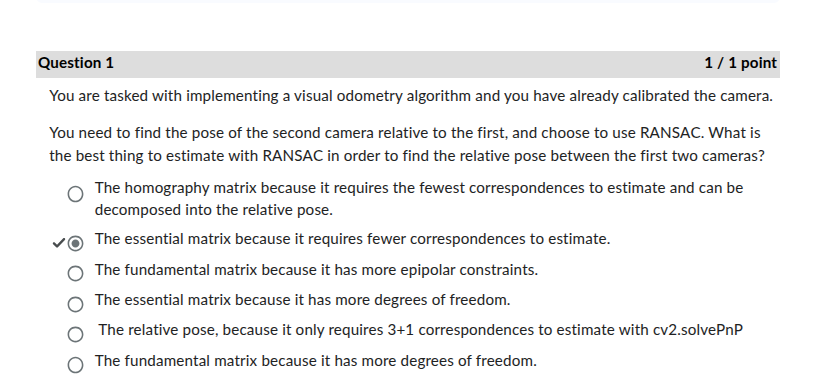 Question 1 1 / 1 point
You are tasked with implementing a visual odometry algorithm and you have already calibrated the camera.
You need to find the pose of the second camera relative to the first, and choose to use RANSAC. What is
the best thing to estimate with RANSAC in order to find the relative pose between the first two cameras?
The homography matrix because it requires the fewest correspondences to estimate and can be
decomposed into the relative pose.
The essential matrix because it requires fewer correspondences to estimate.
The fundamental matrix because it has more epipolar constraints.
The essential matrix because it has more degrees of freedom.
The relative pose, because it only requires 3+1 correspondences to estimate with cv2.solvePnP
The fundamental matrix because it has more degrees of freedom.